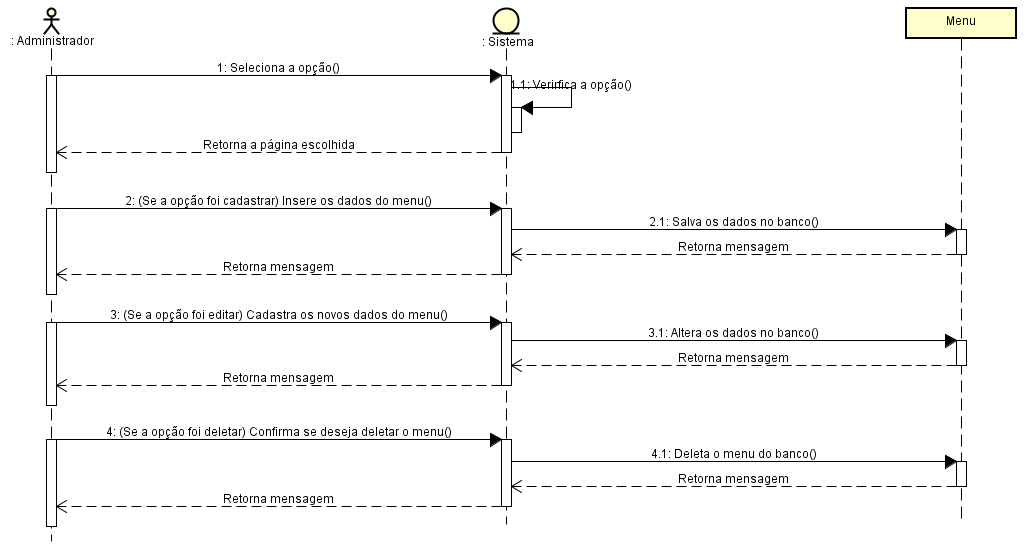 : Administrador
: Sistema
Menu
1: Seleciona a opção()
1.1: Verifica a opção()
Retorna a página escolhida
2: (Se a opção foi cadastrar) Insere os dados do menu()
2.1: Salva os dados no banco()
Retorna mensagem
Retorna mensagem
3: (Se a opção foi editar) Cadastra os novos dados do menu()
3.1: Altera os dados no banco()
Retorna mensagem
Retorna mensagem
4: (Se a opção foi deletar) Confirma se deseja deletar o menu()
4.1: Deleta o menu do banco()
Retorna mensagem
Retorna mensagem